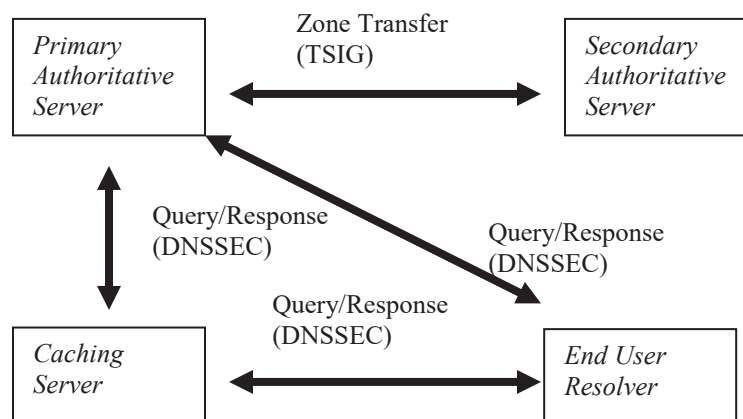 Primary
Authoritative
Server
Zone Transfer
(TSIG)
Secondary
Authoritative
Server
Query/Response
(DNSSEC)
Query/Response
(DNSSEC)
Query/Response
(DNSSEC)
Caching
Server
End User
Resolver